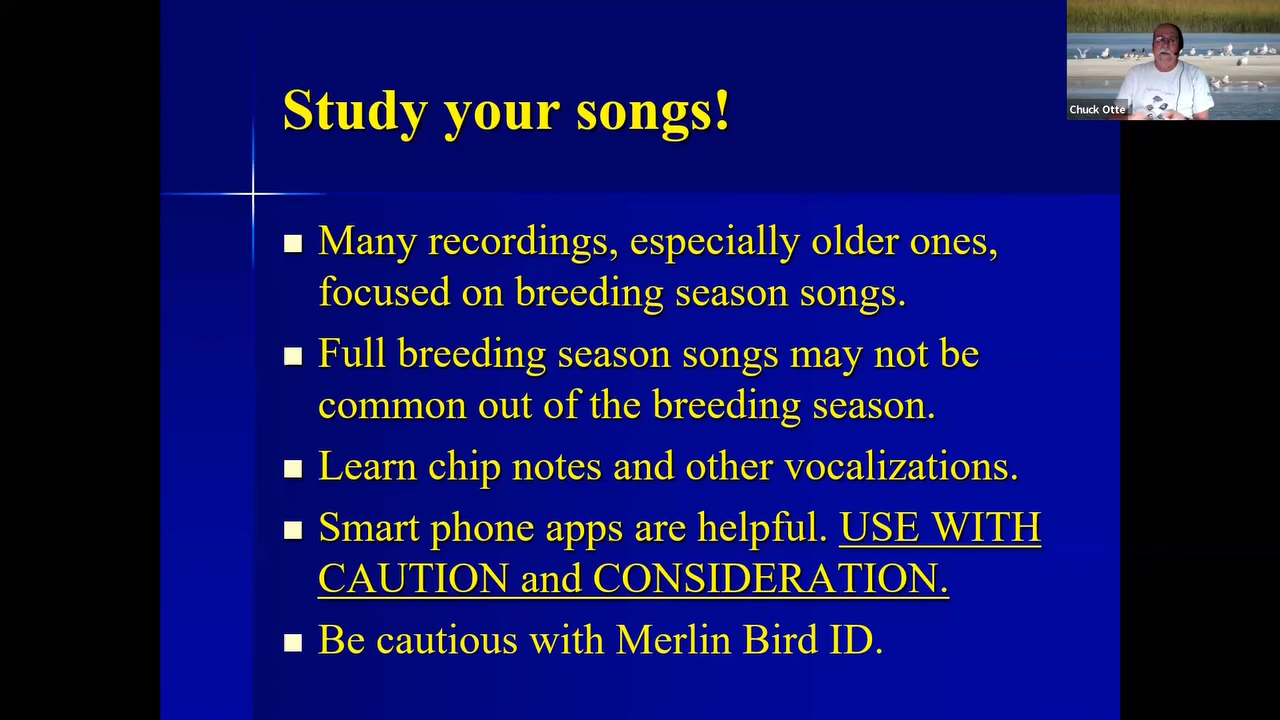 Study your songs!
Many recordings, especially older ones,
focused on breeding season songs.
Full breeding season songs may not be
common out of the breeding season.
Learn chip notes and other vocalizations.
Smart phone apps are helpful. USE WITH
CAUTION and CONSIDERATION.
Be cautious with Merlin Bird ID.
Chuck Otte